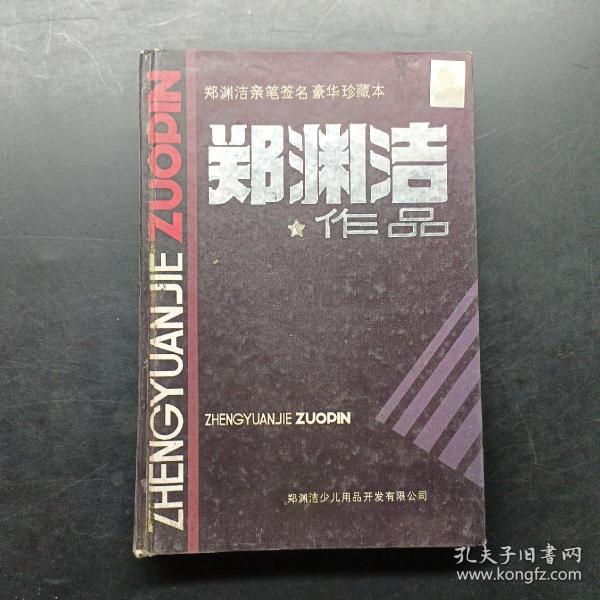 郑渊洁亲笔签名豪华珍藏本
郑渊洁
作品
ZHENGYUANJIE ZUOPIN
ZHENGYUANJIE ZUOPIN
郑渊洁少儿用品开发有限公司
孔夫子旧书网
www.kongfz.com